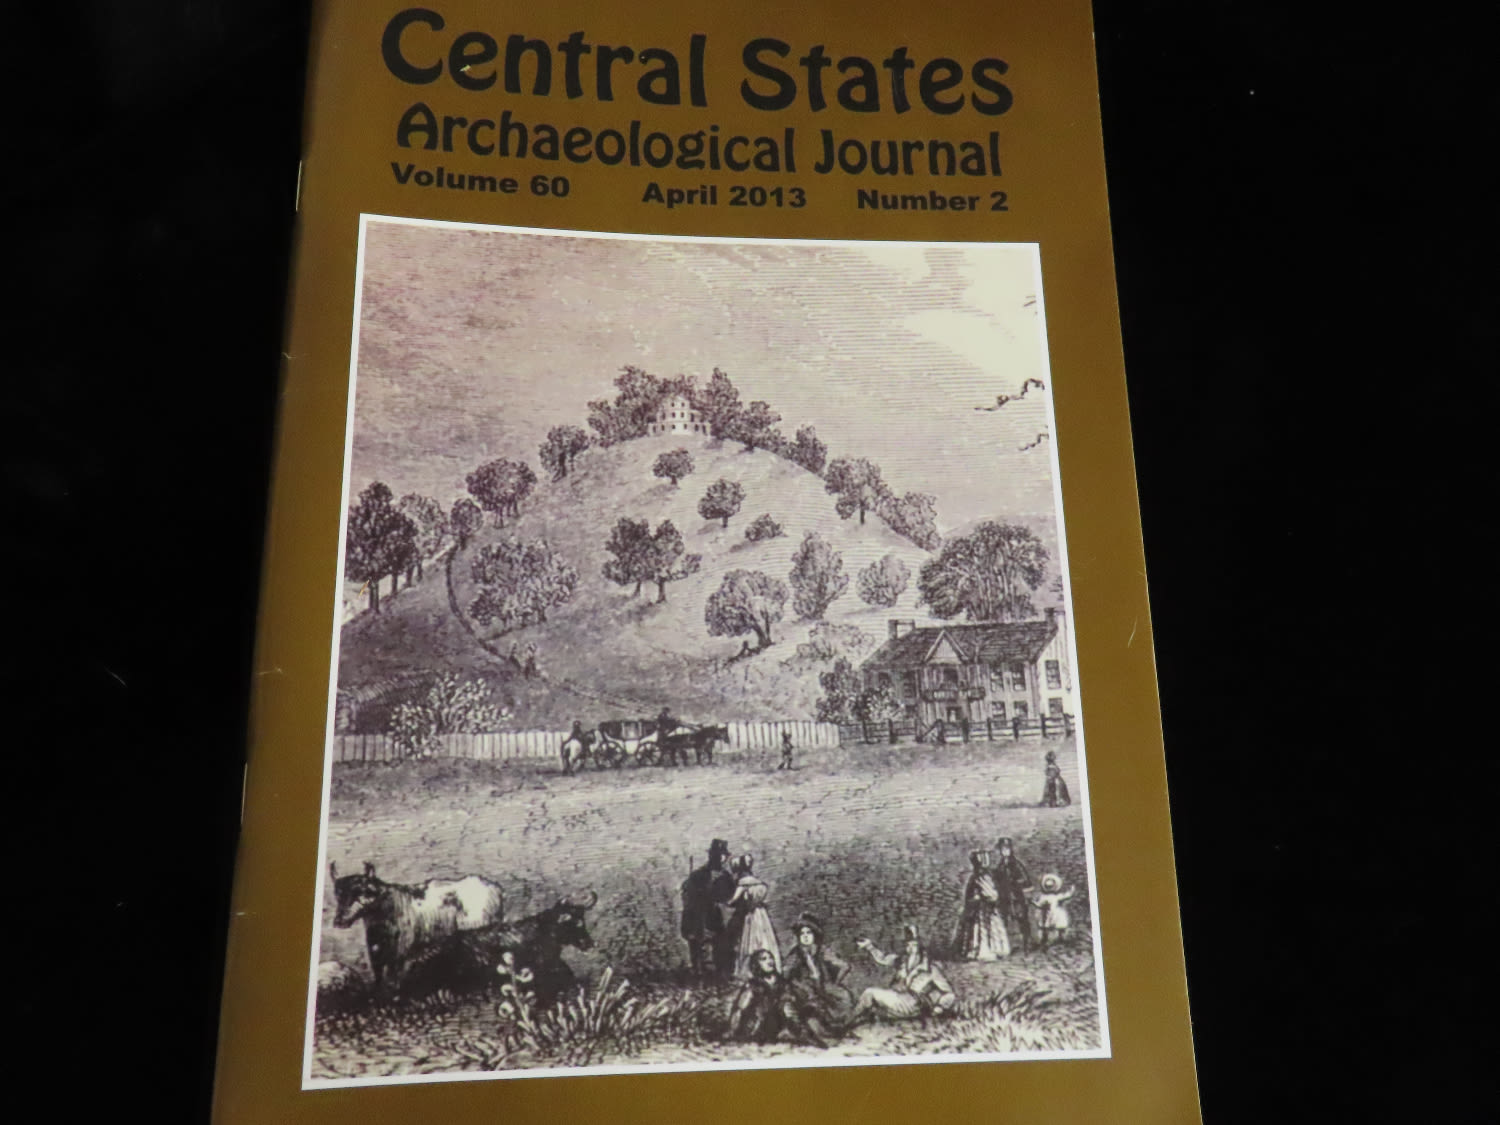 Central States
Archaeological Journal
Volume 60 April 2013 Number 2